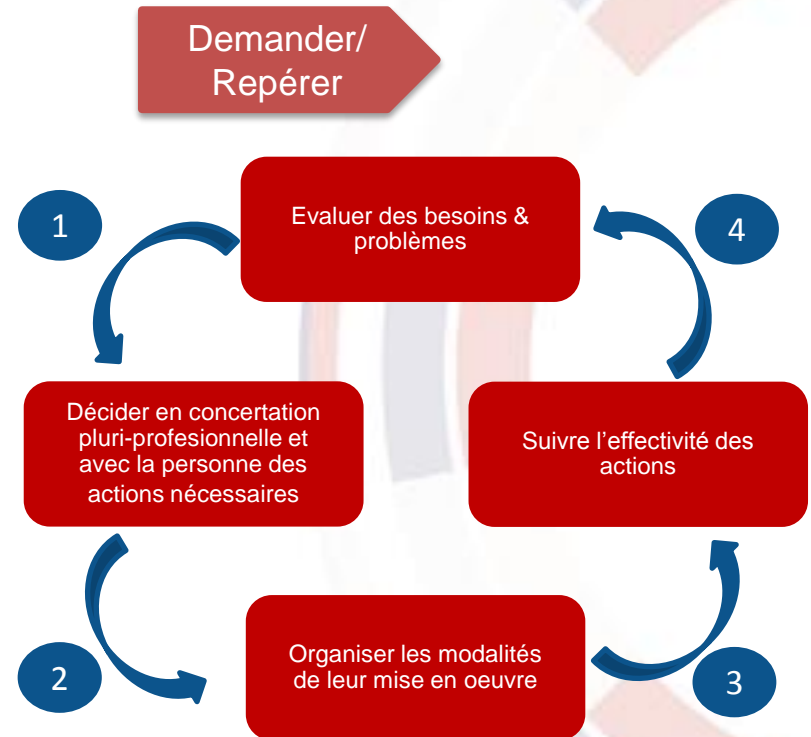 Demander/
Repérer
1
Evaluer des besoins &
problèmes
4
Décider en concertation
pluri-profesionnelle et
avec la personne des
actions nécessaires
Suivre l’effectivité des
actions
2
Organiser les modalités
de leur mise en oeuvre
3